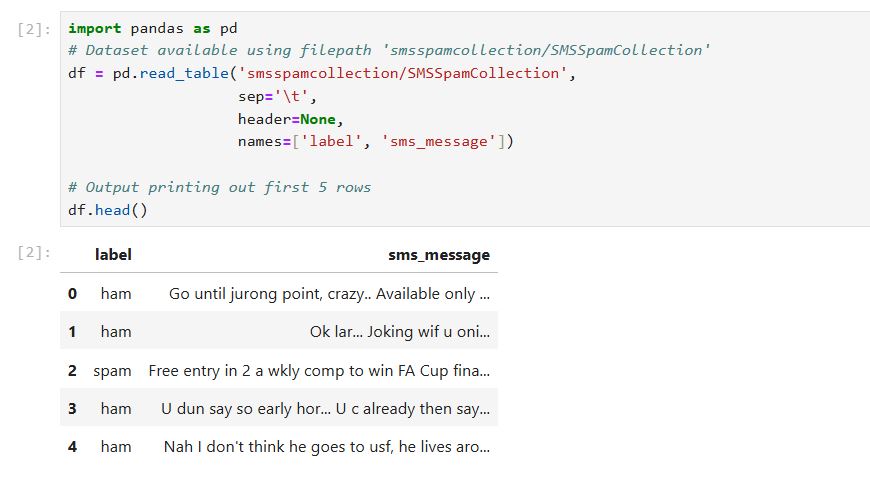 [2]: import pandas as pd
# Dataset available using filepath 'smsspamcollection/SMSSpamCollection'
df = pd.read_table('smsspamcollection/SMSSpamCollection',
                   sep='\t',
                   header=None,
                   names=['label', 'sms_message'])
# Output printing out first 5 rows
df.head()
[2]: label sms_message
0 ham Go until jurong point, crazy.. Available only ...
1 ham Ok lar... Joking wif u oni...
2 spam Free entry in 2 a wkly comp to win FA Cup fina...
3 ham U dun say so early hor... U c already then say...
4 ham Nah I don't think he goes to usf, he lives aro...